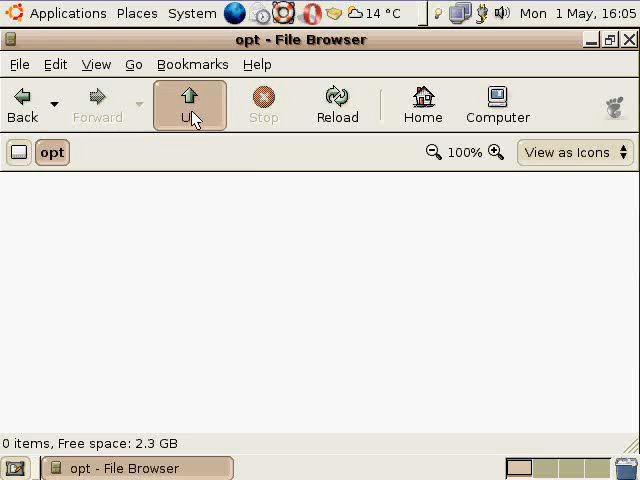 Applications Places System 14 °C Mon 1 May, 16:05
opt - File Browser
File Edit View Go Bookmarks Help
Back Forward U Stop Reload Home Computer
opt 100% View as Icons
0 items, Free space: 2.3 GB
opt - File Browser